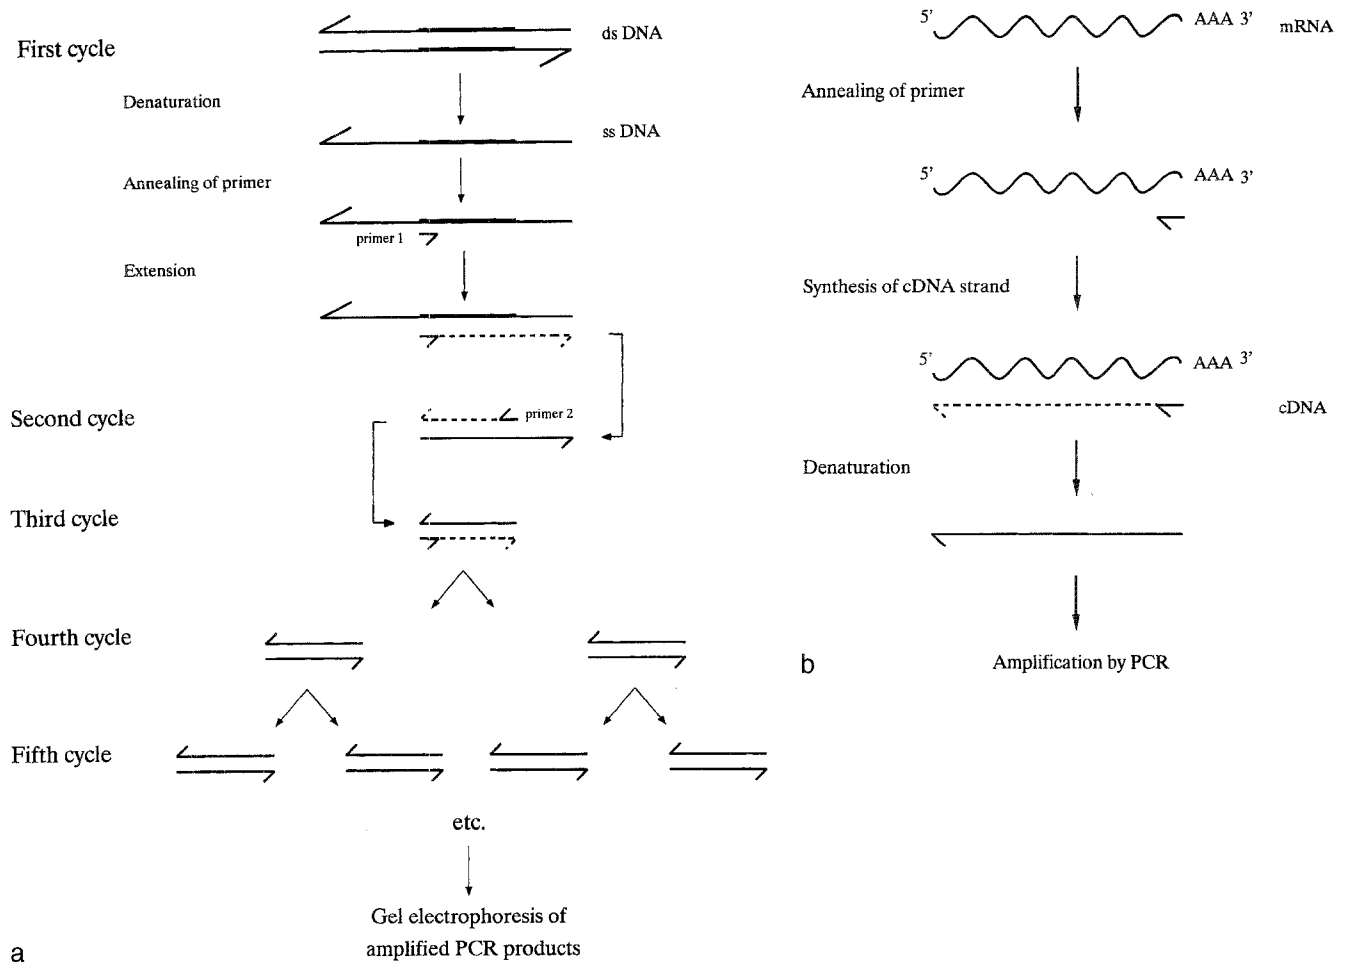 First cycle
ds DNA
Denaturation
ss DNA
Annealing of primer
primer 1
Extension
Second cycle
primer 2
Third cycle
Fourth cycle
Fifth cycle
etc.
Gel electrophoresis of
amplified PCR products
a
5' AAA 3'
mRNA
Annealing of primer
5' AAA 3'
Synthesis of cDNA strand
5' AAA 3'
cDNA
Denaturation
Amplification by PCR
b